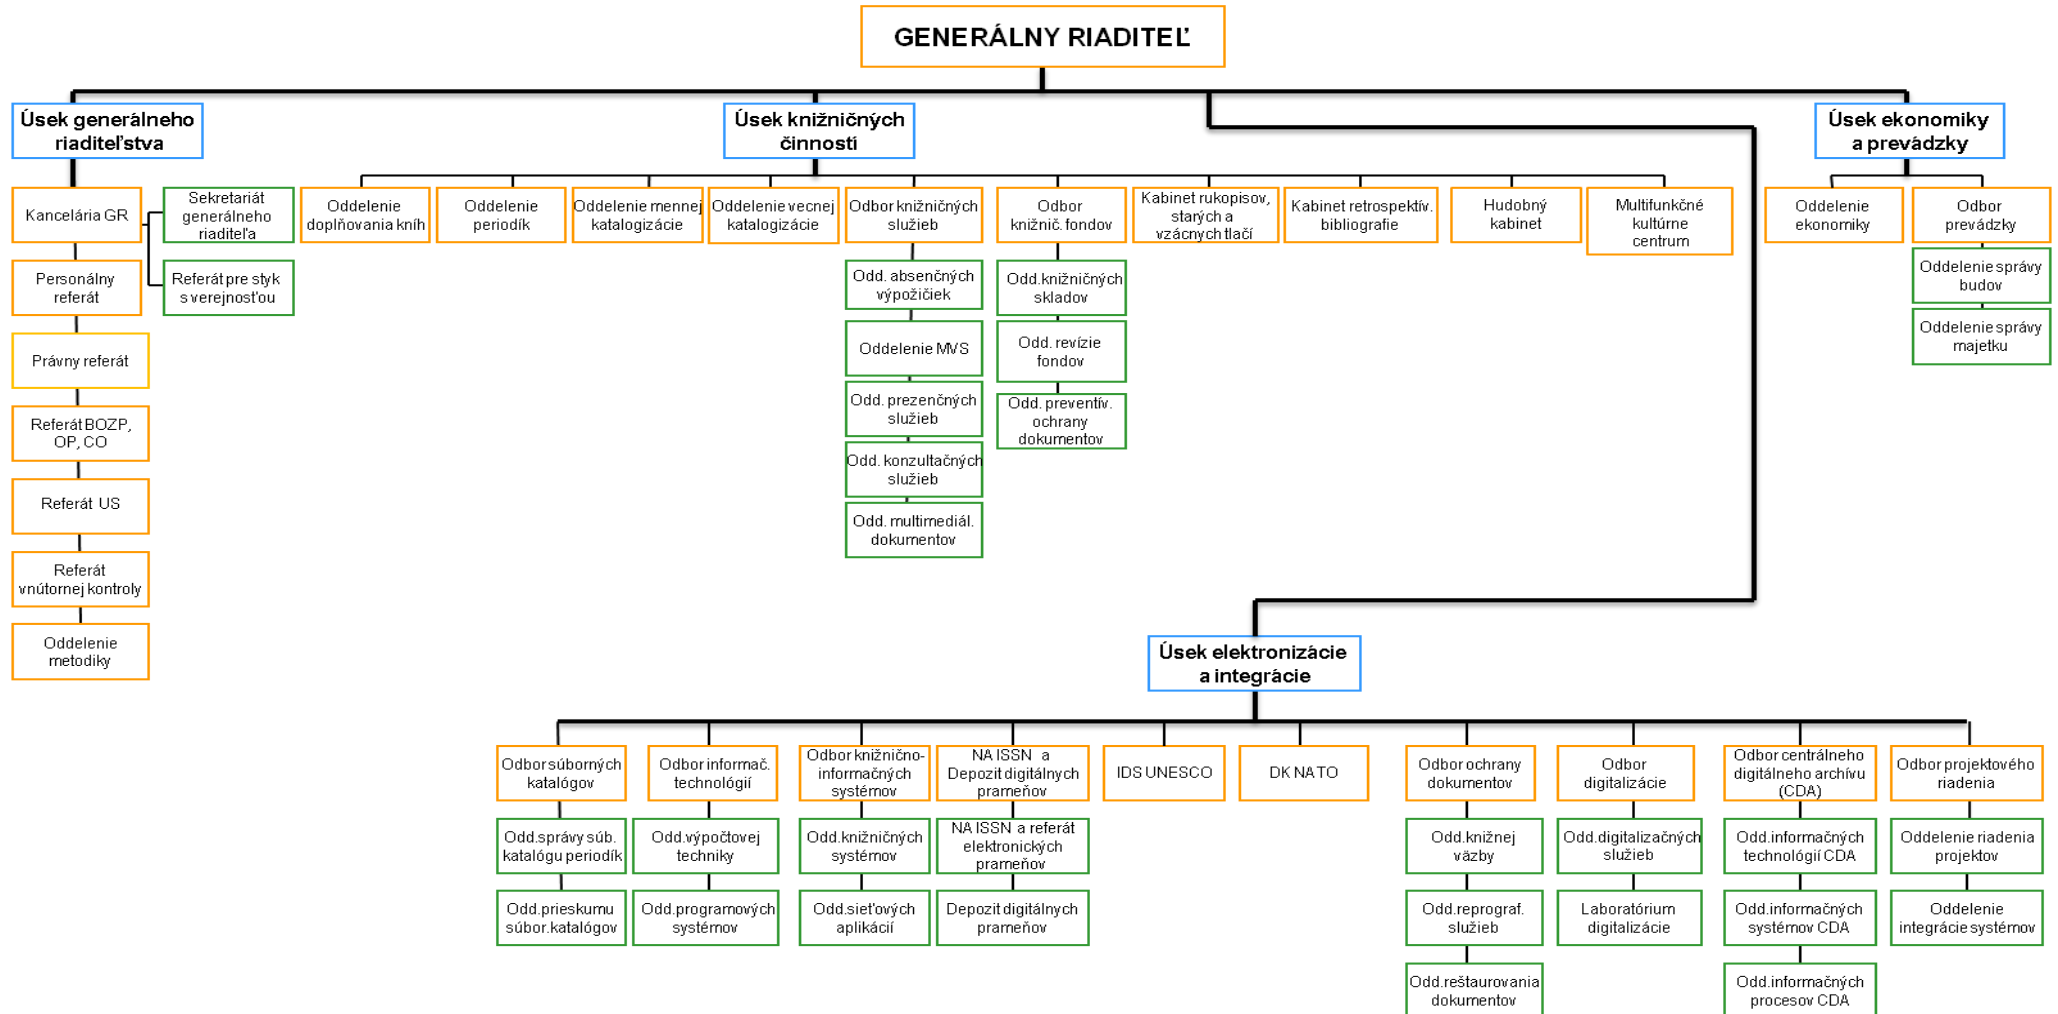 GENERÁLNY RIADITEĽ
Úsek generálneho
riaditeľstva
Úsek knižničných
činností
Úsek ekonomiky
a prevádzky
Kancelária GR
Sekretariát
generálneho
riaditeľa
Referát pre styk
s verejnosťou
Personálny
referát
Právny referát
Referát BOZP,
OP, CO
Referát US
Referát
vnútornej kontroly
Oddelenie
metodiky
Oddelenie
doplňovania kníh
Oddelenie
periodík
Oddelenie mennej
katalogizácie
Oddelenie vecnej
katalogizácie
Odbor knižničných
služieb
Odd. absenčných
výpožičiek
Oddelenie MVS
Odd. prezenčných
služieb
Odd. konzultačných
služieb
Odd. multimediál.
dokumentov
Odbor
knižnič. fondov
Odd.knižničných
skladov
Odd. revízie
fondov
Odd. preventív.
ochrany
dokumentov
Kabinet rukopisov,
starých a
vzácnych tlačí
Kabinet retrospektív.
bibliografie
Hudobný
kabinet
Multifunkčné
kultúrne
centrum
Oddelenie
ekonomiky
Odbor
prevádzky
Oddelenie správy
budov
Oddelenie správy
majetku
Úsek elektronizácie
a integrácie
Odbor súborných
katalógov
Odd.správy súb.
katalógu periodík
Odd.prieskumu
súbor.katalógov
Odbor informač.
technológií
Odd.výpočtovej
techniky
Odd.programových
systémov
Odbor knižnično-
informačných
systémov
Odd.knižničných
systémov
Odd.sieťových
aplikácií
NA ISSN a
Depozit digitálnych
prameňov
NA ISSN a referát
elektronických
prameňov
Depozit digitálnych
prameňov
IDS UNESCO
DK NATO
Odbor ochrany
dokumentov
Odd.knižnej
väzby
Odd.reprograf.
služieb
Odd.reštaurovania
dokumentov
Odbor
digitalizácie
Odd.digitalizačných
služieb
Laboratórium
digitalizácie
Odbor centrálneho
digitálneho archívu
(CDA)
Odd.informačných
technológií CDA
Odd.informačných
systémov CDA
Odd.informačných
procesov CDA
Odbor projektového
riadenia
Oddelenie riadenia
projektov
Oddelenie
integrácie systémov